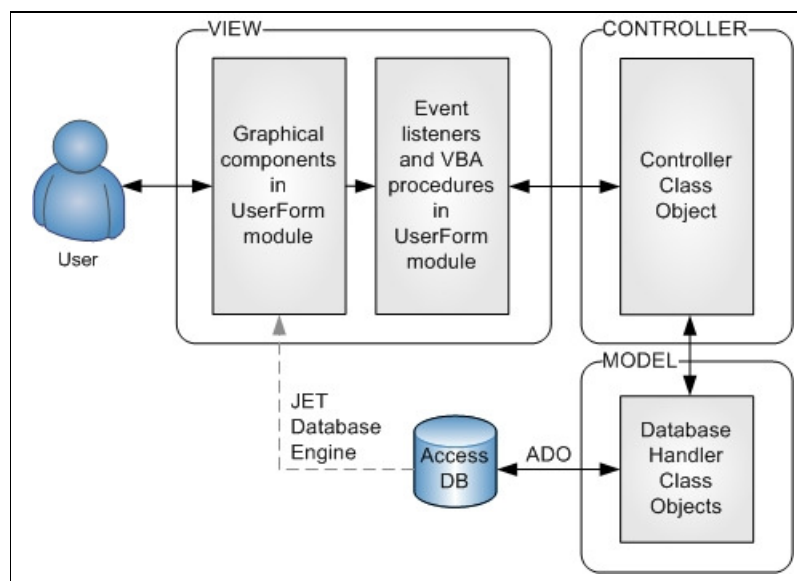 VIEW
CONTROLLER
Graphical
components
in
UserForm
module
Event
listeners
and VBA
procedures
in
UserForm
module
Controller
Class
Object
User
MODEL
JET
Database
Engine
Access
DB
ADO
Database
Handler
Class
Objects